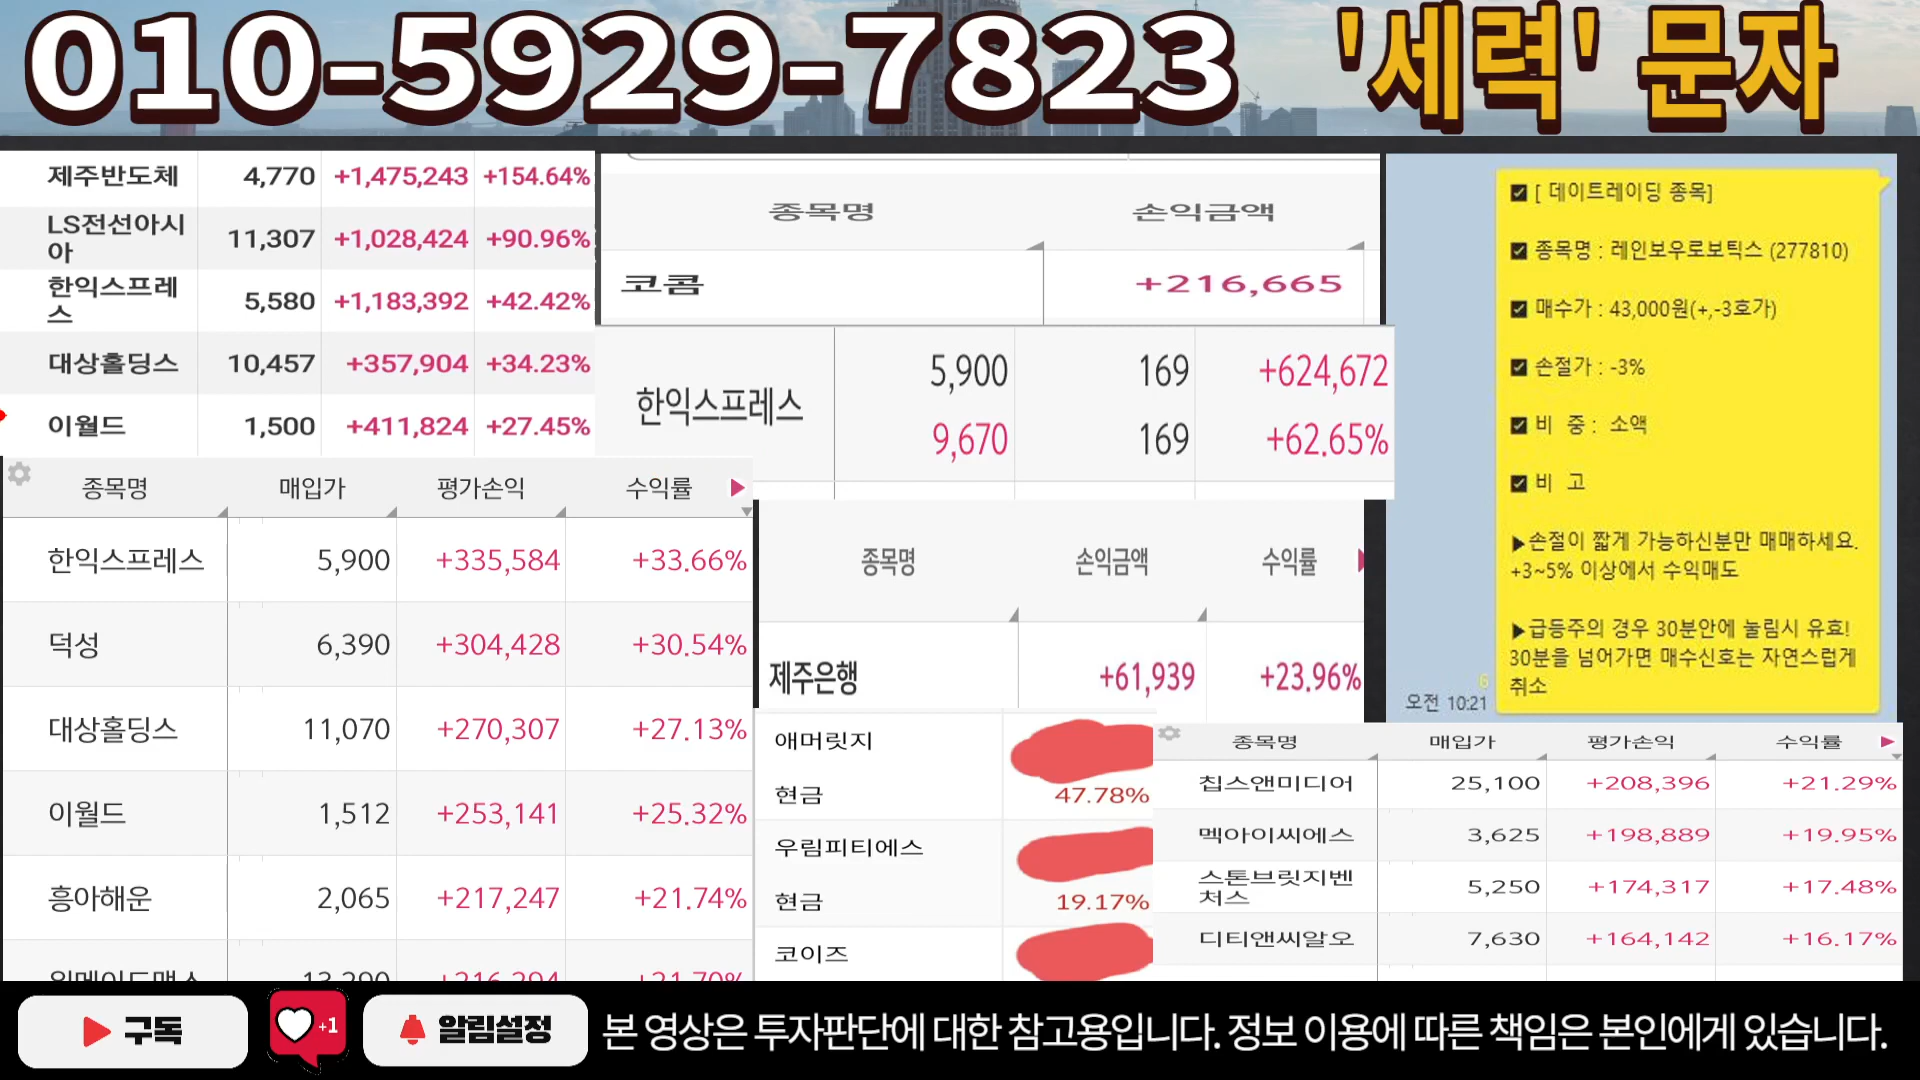 010-5929-7823 '세력' 문자
제주반도체 4,770 +1,475,243 +154.64%
LS전선아시아 11,307 +1,028,424 +90.96%
한익스프레스 5,580 +1,183,392 +42.42%
대상홀딩스 10,457 +357,904 +34.23%
이월드 1,500 +411,824 +27.45%
종목명 손익금액
코콤 +216,665
한익스프레스 5,900 169 +624,672
9,670 169 +62.65%
종목명 매입가 평가손익 수익률
한익스프레스 5,900 +335,584 +33.66%
덕성 6,390 +304,428 +30.54%
대상홀딩스 11,070 +270,307 +27.13%
이월드 1,512 +253,141 +25.32%
흥아해운 2,065 +217,247 +21.74%
종목명 손익금액 수익률
제주은행 +61,939 +23.96%
애머릿지
현금 47.78%
우림피티에스
현금 19.17%
코이즈
[ 데이트레이딩 종목]
종목명 : 레인보우로보틱스 (277810)
매수가 : 43,000원(+,-3호가)
손절가 : -3%
비 중 : 소액
비 고
▶손절이 짧게 가능하신분만 매매하세요.
+3~5% 이상에서 수익매도
▶급등주의 경우 30분안에 눌림시 유효!
30분을 넘어가면 매수신호는 자연스럽게
취소
6
오전 10:21
종목명 매입가 평가손익 수익률
칩스앤미디어 25,100 +208,396 +21.29%
멕아이씨에스 3,625 +198,889 +19.95%
스톤브릿지벤처스 5,250 +174,317 +17.48%
디티앤씨알오 7,630 +164,142 +16.17%
구독 +1 알림설정 본 영상은 투자판단에 대한 참고용입니다. 정보 이용에 따른 책임은 본인에게 있습니다.